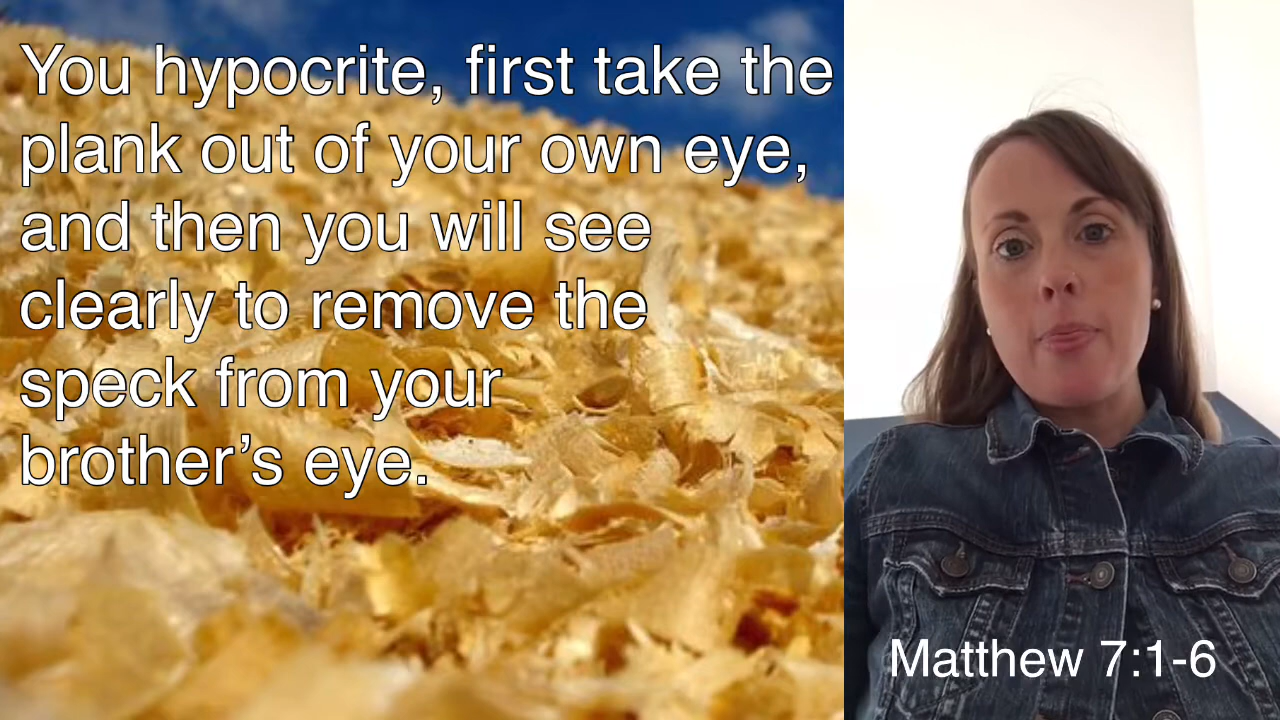 You hypocrite, first take the
plank out of your own eye,
and then you will see
clearly to remove the
speck from your
brother’s eye.
Matthew 7:1-6